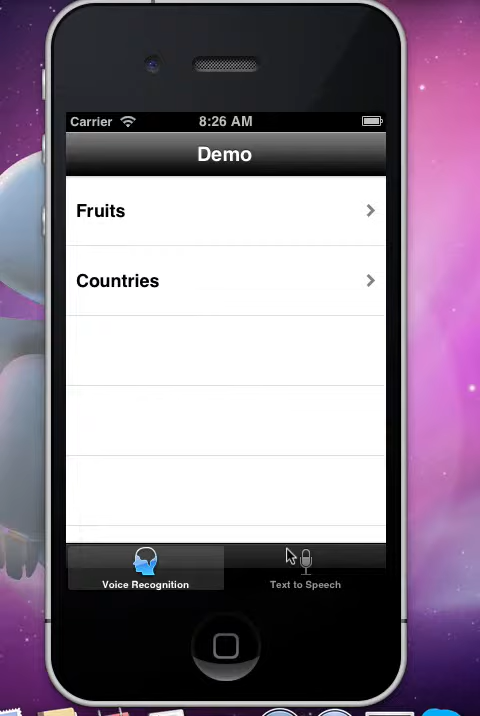 Carrier 8:26 AM
Demo
Fruits
Countries
Voice Recognition Text to Speech